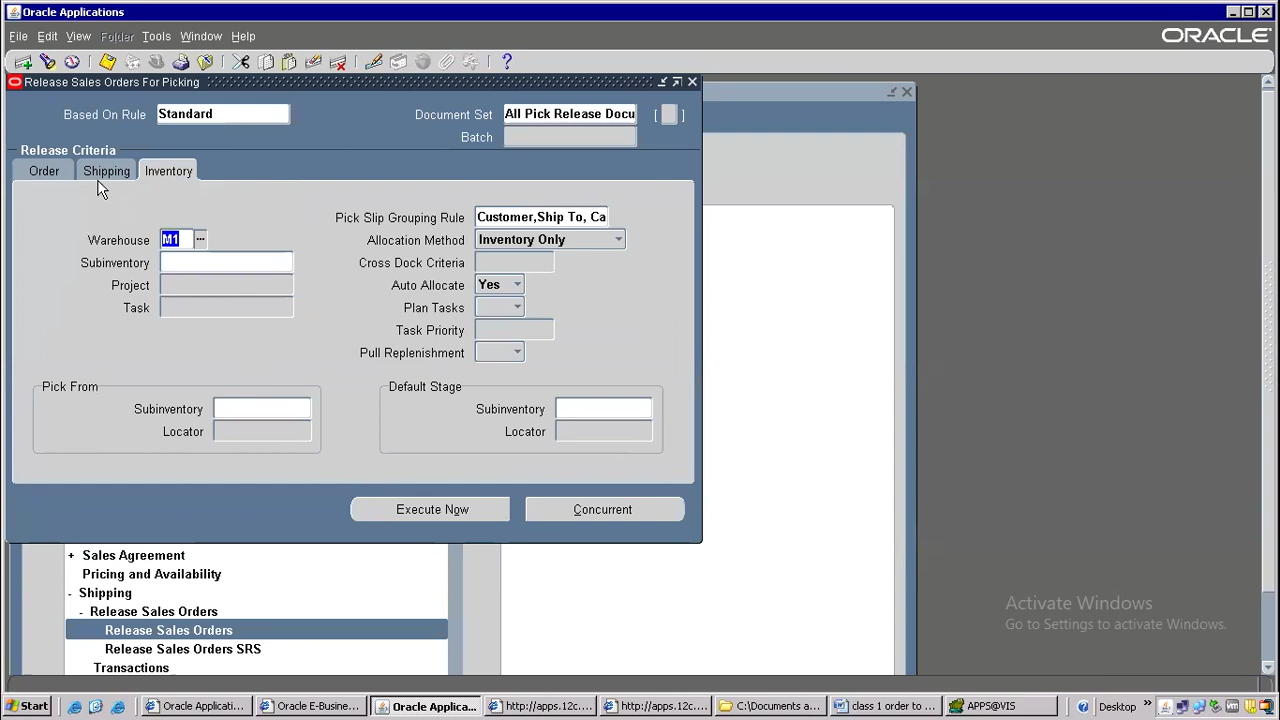 Oracle Applications
File Edit View Folder Tools Window Help
ORACLE
Release Sales Orders For Picking
Based On Rule Standard Document Set All Pick Release Docu [ ]
Batch
Release Criteria
Order Shipping Inventory
Pick Slip Grouping Rule Customer,Ship To, Ca
Warehouse M1 ... Allocation Method Inventory Only
Subinventory Cross Dock Criteria
Project Auto Allocate Yes
Task Plan Tasks
Task Priority
Pull Replenishment
Pick From Default Stage
Subinventory Subinventory
Locator Locator
Execute Now Concurrent
+ Sales Agreement
Pricing and Availability
- Shipping
- Release Sales Orders
Release Sales Orders
Release Sales Orders SRS
Transactions
Activate Windows
Go to Settings to activate Windows.
Start Oracle Applicati... Oracle E-Busine... Oracle Applica... http://apps.12c... http://apps.12c... C:\Documents a... class 1 order to ... APPS@VIS Desktop »